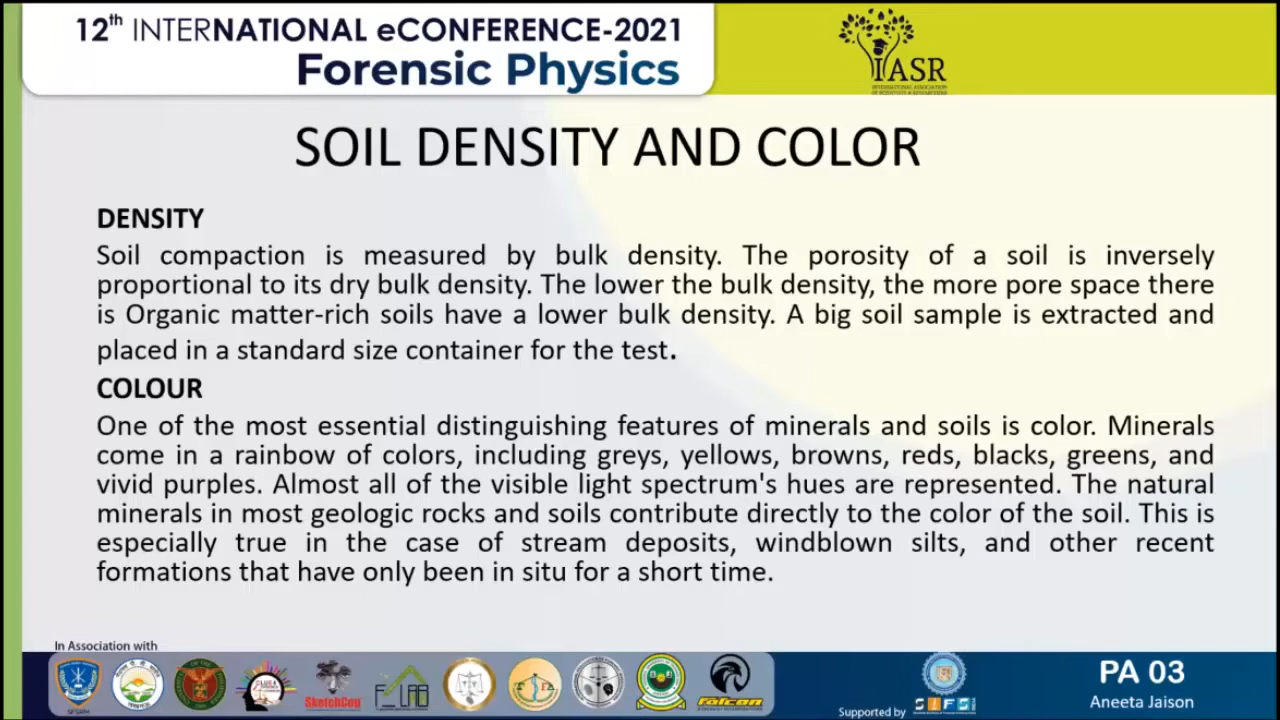 12th INTERNATIONAL eCONFERENCE-2021
Forensic Physics
IASR
INTERNATIONAL ASSOCIATION
OF SCIENTISTS & RESEARCHERS
SOIL DENSITY AND COLOR
DENSITY
Soil compaction is measured by bulk density. The porosity of a soil is inversely
proportional to its dry bulk density. The lower the bulk density, the more pore space there
is Organic matter-rich soils have a lower bulk density. A big soil sample is extracted and
placed in a standard size container for the test.
COLOUR
One of the most essential distinguishing features of minerals and soils is color. Minerals
come in a rainbow of colors, including greys, yellows, browns, reds, blacks, greens, and
vivid purples. Almost all of the visible light spectrum's hues are represented. The natural
minerals in most geologic rocks and soils contribute directly to the color of the soil. This is
especially true in the case of stream deposits, windblown silts, and other recent
formations that have only been in situ for a short time.
In Association with
SketchCop
falcon
Supported by
SIFS
PA 03
Aneeta Jaison